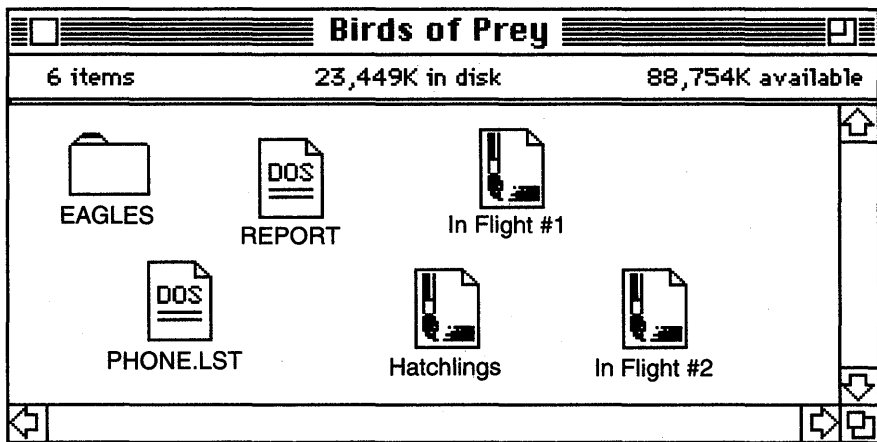 Birds of Prey
6 items 23,449K in disk 88,754K available
EAGLES
DOS
REPORT
In Flight #1
DOS
PHONE.LST
Hatchlings
In Flight #2